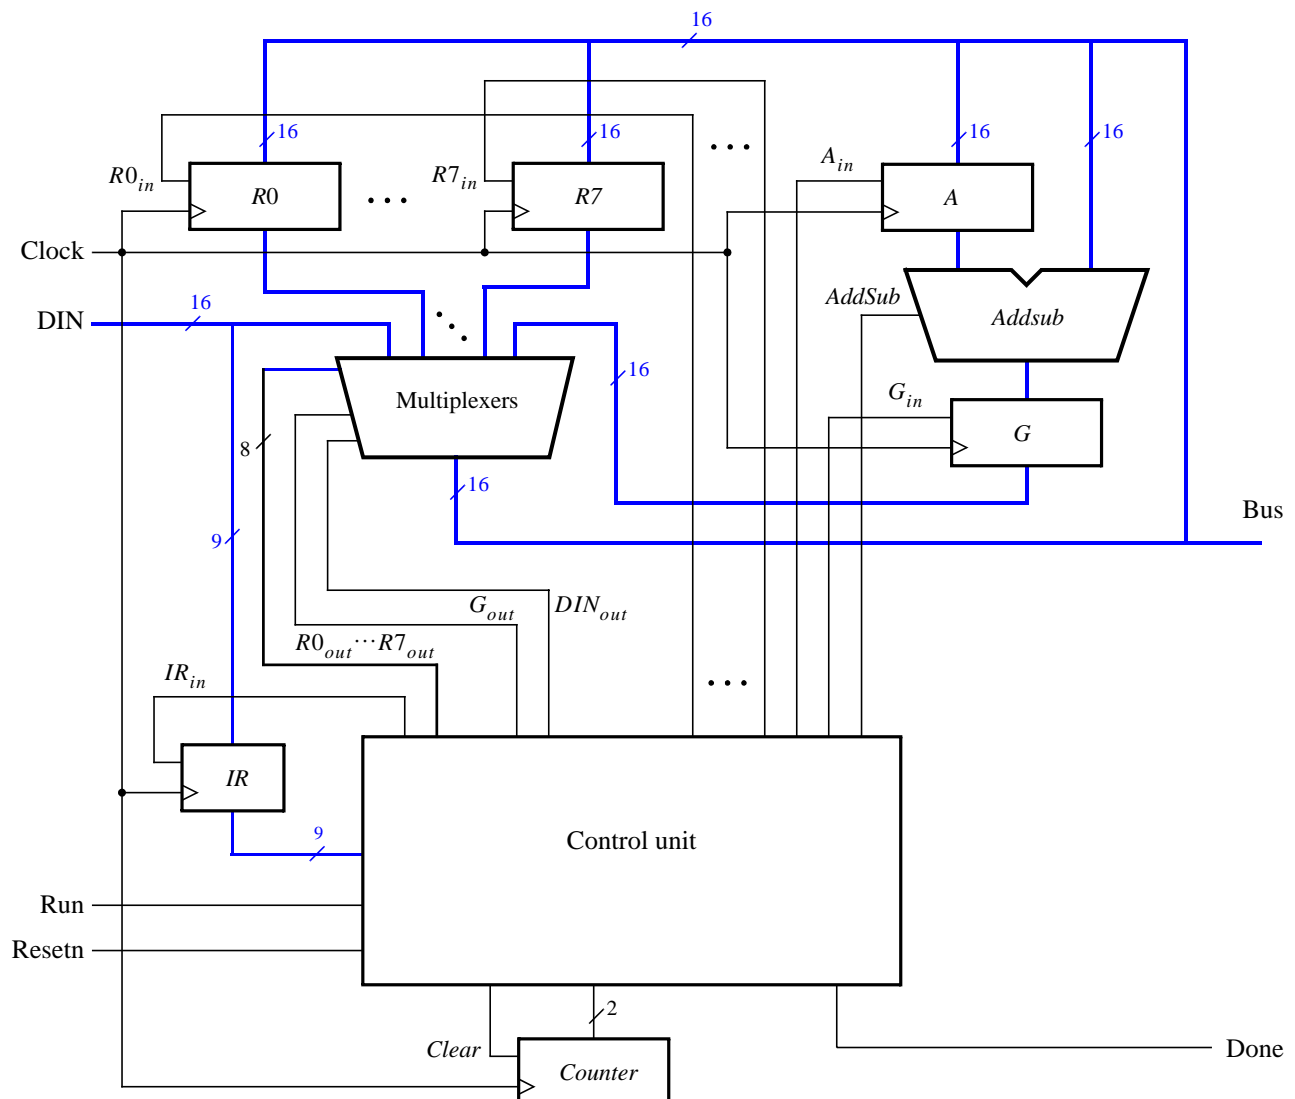 16
16
16
16
16
R0in
R0
• • •
R7in
R7
• • •
Ain
A
Clock
DIN
16
AddSub
Addsub
Multiplexers
16
8
Gin
G
16
Bus
9
Gout
DINout
R0out···R7out
IRin
• • •
IR
Control unit
9
Run
Resetn
2
Clear
Counter
Done